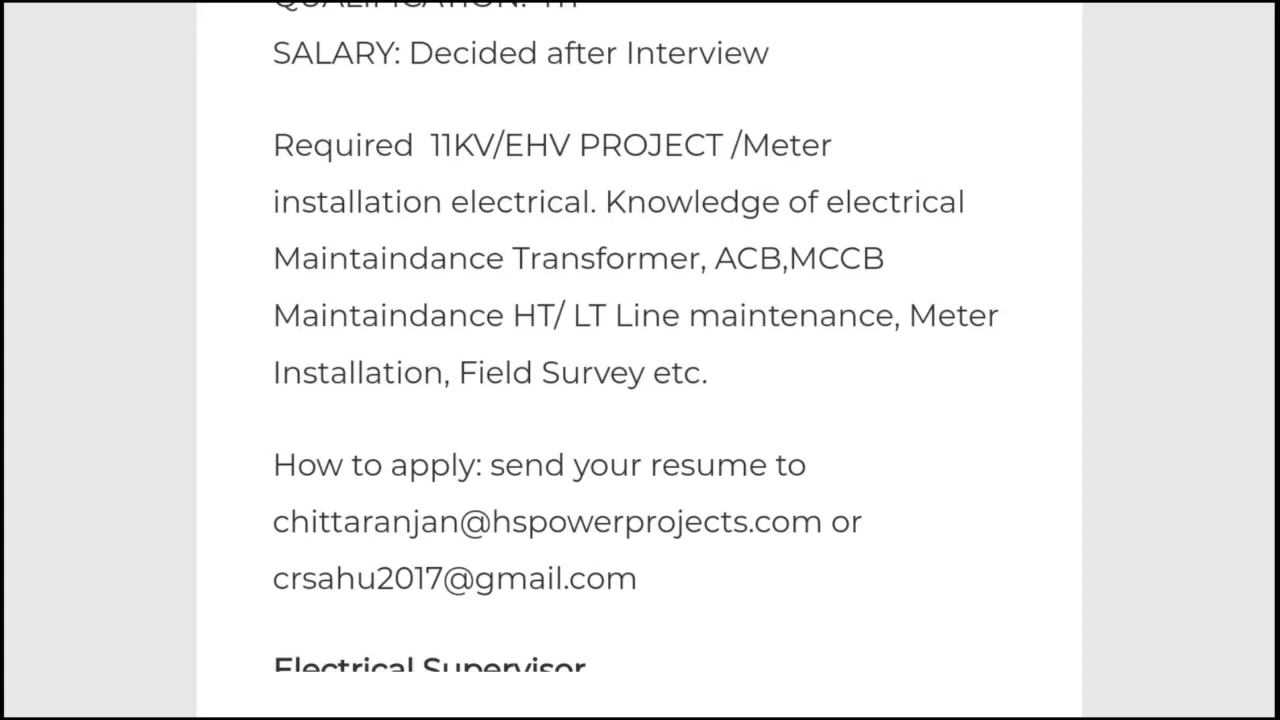 QUALIFICATION: ITI
SALARY: Decided after Interview
Required 11KV/EHV PROJECT /Meter
installation electrical. Knowledge of electrical
Maintaindance Transformer, ACB,MCCB
Maintaindance HT/ LT Line maintenance, Meter
Installation, Field Survey etc.
How to apply: send your resume to
chittaranjan@hspowerprojects.com or
crsahu2017@gmail.com
Electrical Supervisor